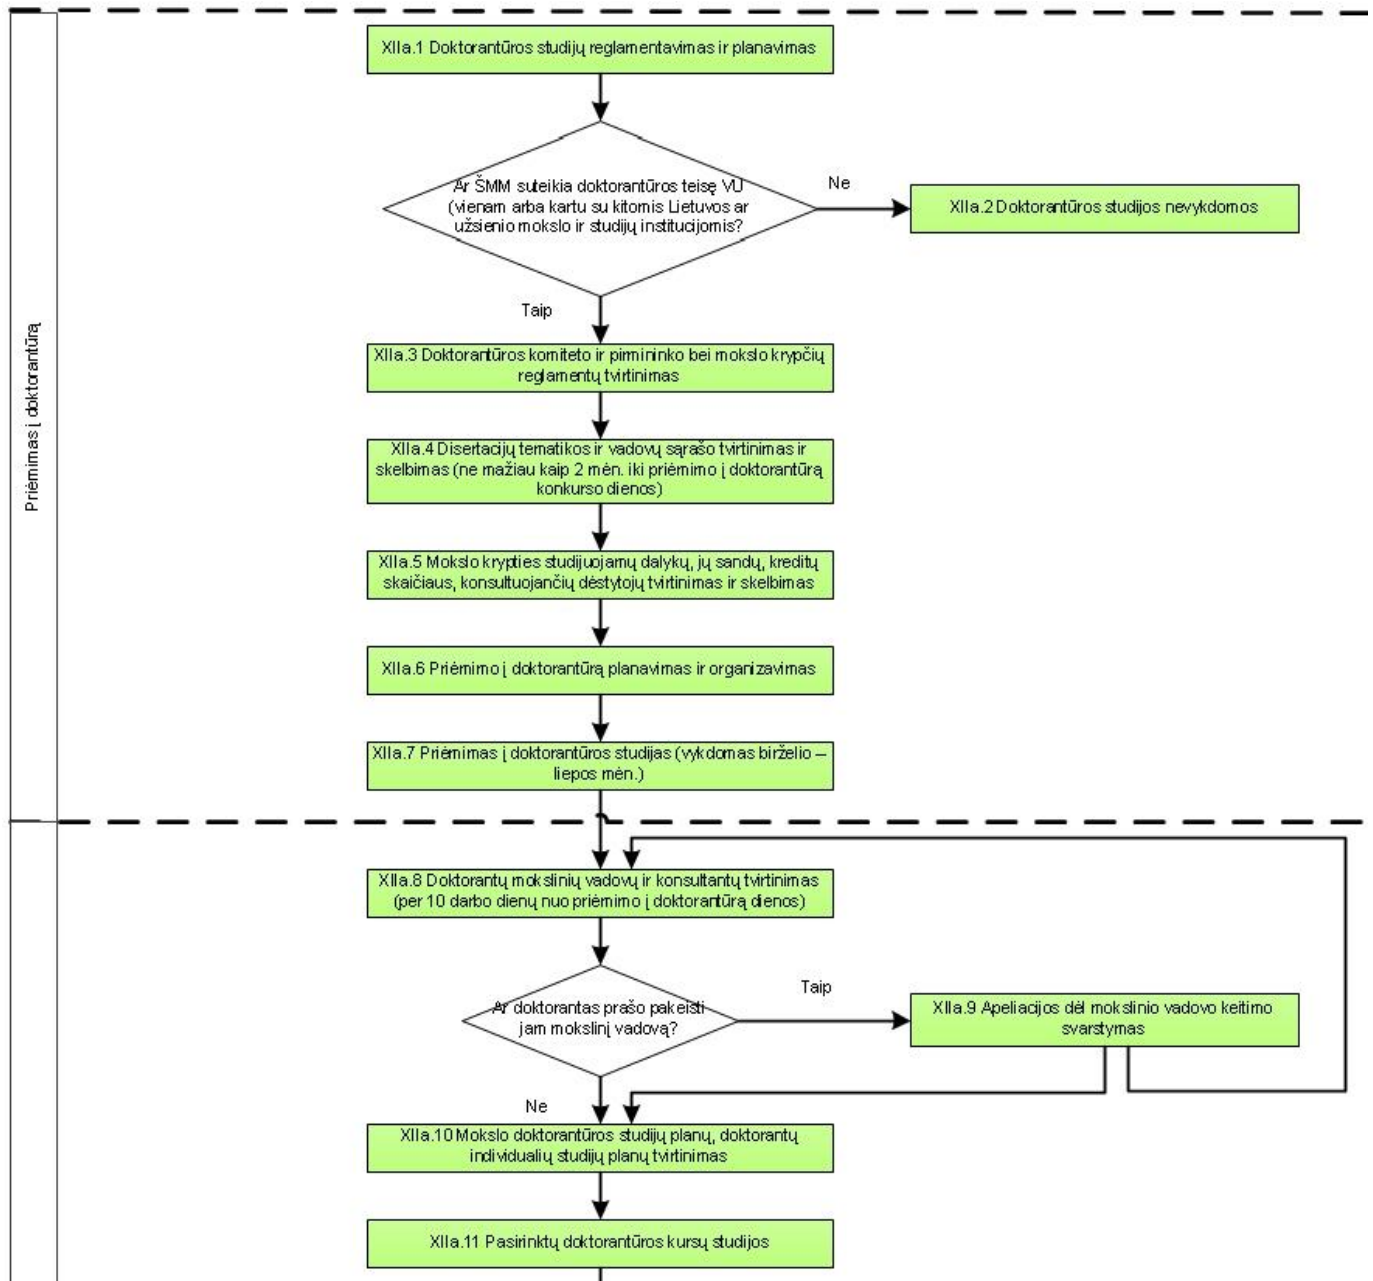 XIIa.1 Doktorantūros studijų reglamentavimas ir planavimas
Ar ŠMM suteikia doktorantūros teisę VU
(vienam arba kartu su kitomis Lietuvos ar
užsienio mokslo ir studijų institucijomis?
Ne
XIIa.2 Doktorantūros studijos nevykdomos
Taip
Priėmimas į doktorantūrą
XIIa.3 Doktorantūros komiteto ir pirmininko bei mokslo krypčių
reglamentų tvirtinimas
XIIa.4 Disertacijų tematikos ir vadovų sąrašo tvirtinimas ir
skelbimas (ne mažiau kaip 2 mėn. iki priėmimo į doktorantūrą
konkurso dienos)
XIIa.5 Mokslo krypties studijuojamų dalykų, jų sandų, kreditų
skaičiaus, konsultuojančių dėstytojų tvirtinimas ir skelbimas
XIIa.6 Priėmimo į doktorantūrą planavimas ir organizavimas
XIIa.7 Priėmimas į doktorantūros studijas (vykdomas birželio –
liepos mėn.)
XIIa.8 Doktorantų mokslinių vadovų ir konsultantų tvirtinimas
(per 10 darbo dienų nuo priėmimo į doktorantūrą dienos)
Ar doktorantas prašo pakeisti
jam mokslinį vadovą?
Taip
XIIa.9 Apeliacijos dėl mokslinio vadovo keitimo
svarstymas
Ne
XIIa.10 Mokslo doktorantūros studijų planų, doktorantų
individualių studijų planų tvirtinimas
XIIa.11 Pasirinktų doktorantūros kursų studijos